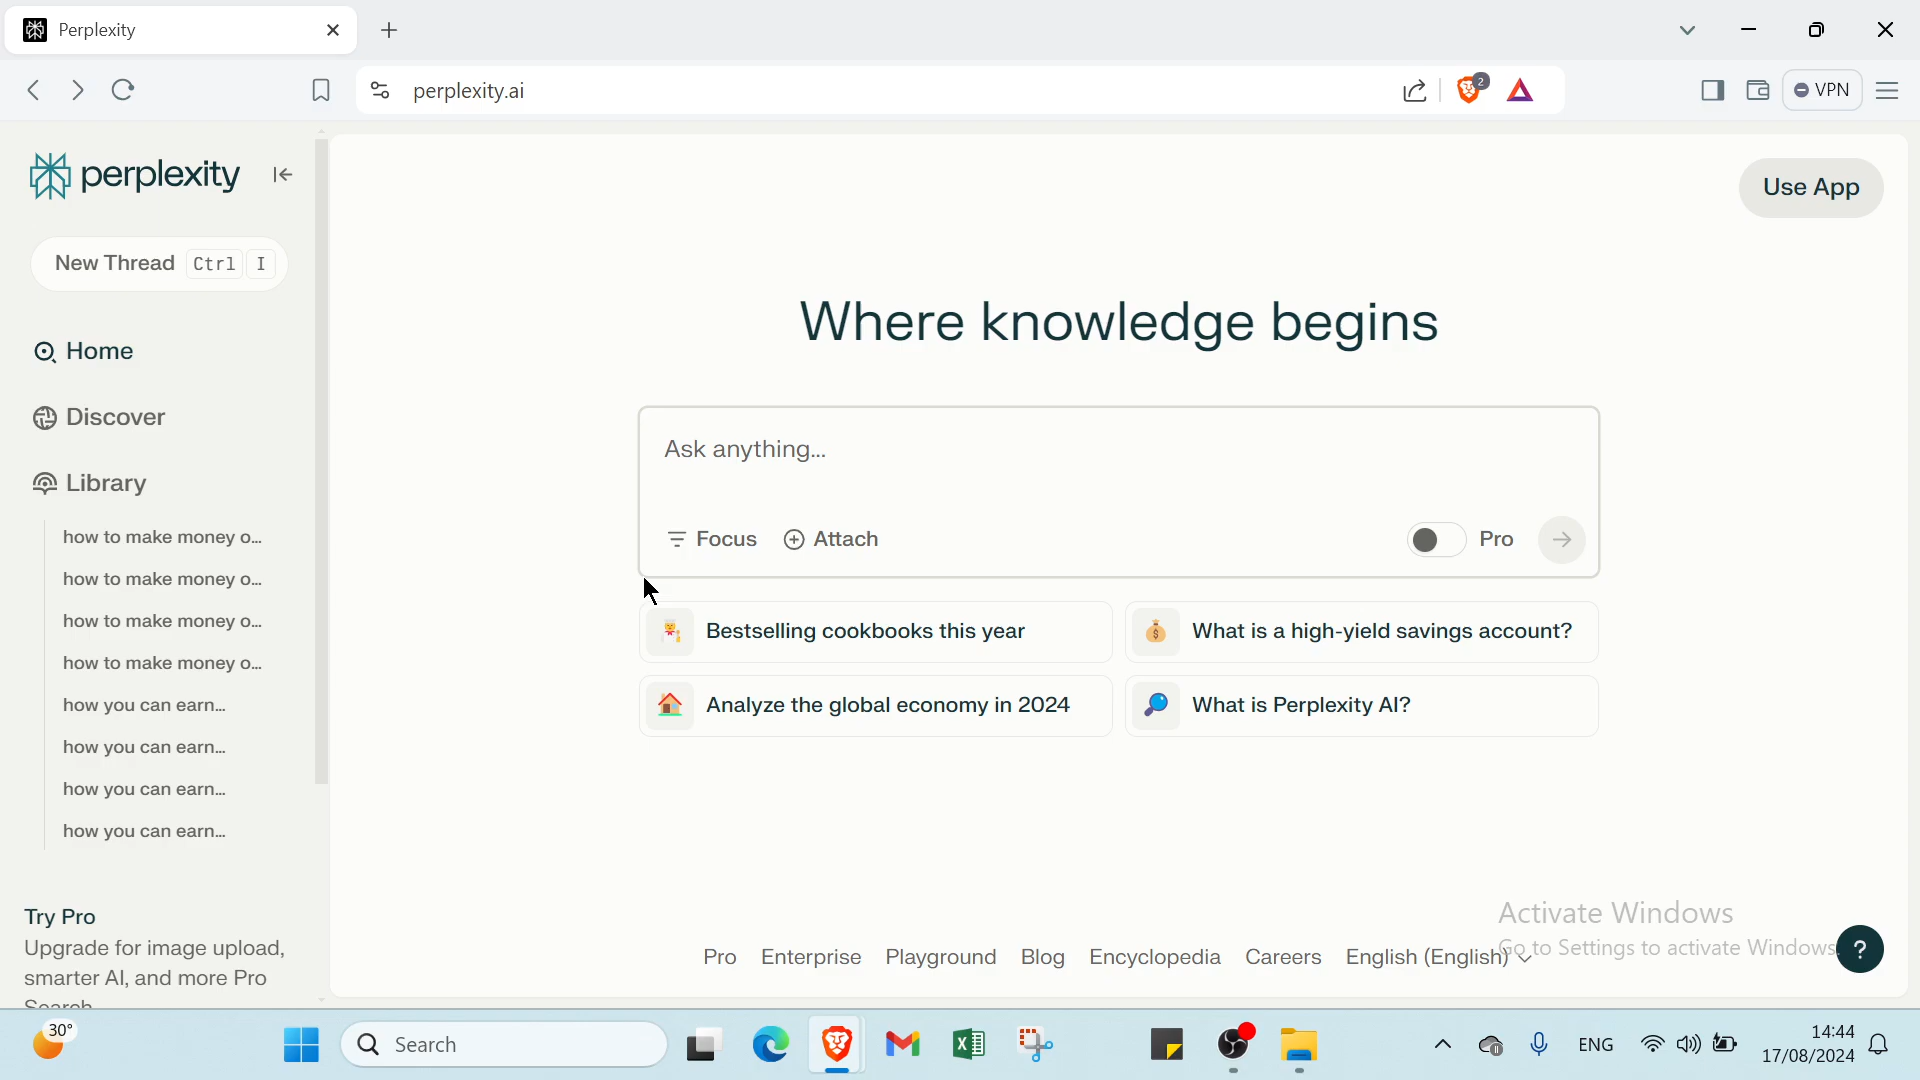 Perplexity
perplexity.ai
2
VPN
perplexity
Use App
New Thread Ctrl I
Where knowledge begins
Home
Discover
Ask anything...
Library
Focus Attach Pro
how to make money o...
how to make money o...
how to make money o...
how to make money o...
how you can earn...
how you can earn...
how you can earn...
how you can earn...
Bestselling cookbooks this year
What is a high-yield savings account?
Analyze the global economy in 2024
What is Perplexity AI?
Try Pro
Upgrade for image upload,
smarter AI, and more Pro
Search
Activate Windows
Go to Settings to activate Windows.
Pro Enterprise Playground Blog Encyclopedia Careers English (English)
?
30°
Search
ENG
14:44
17/08/2024